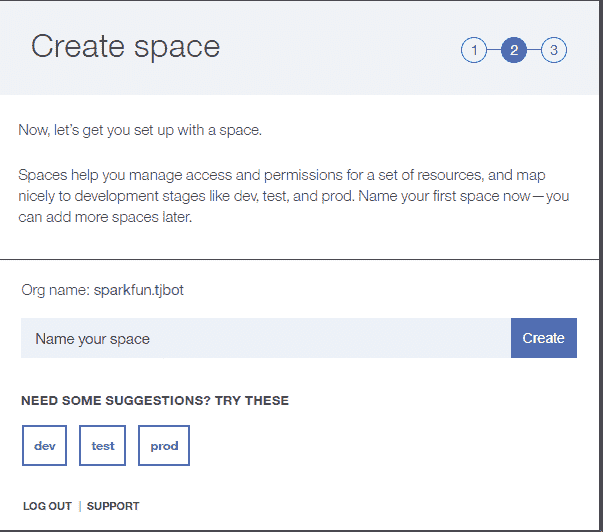 Create space
1 2 3
Now, let's get you set up with a space.
Spaces help you manage access and permissions for a set of resources, and map
nicely to development stages like dev, test, and prod. Name your first space now—you
can add more spaces later.
Org name: sparkfun.tjbot
Name your space
Create
NEED SOME SUGGESTIONS? TRY THESE
dev test prod
LOG OUT | SUPPORT